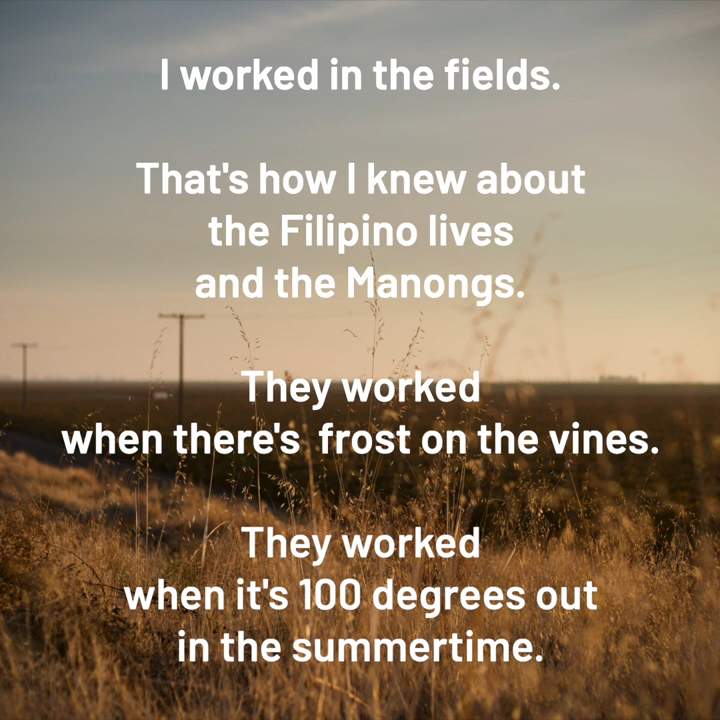 I worked in the fields.
That's how I knew about
the Filipino lives
and the Manongs.
They worked
when there's  frost on the vines.
They worked
when it's 100 degrees out
in the summertime.